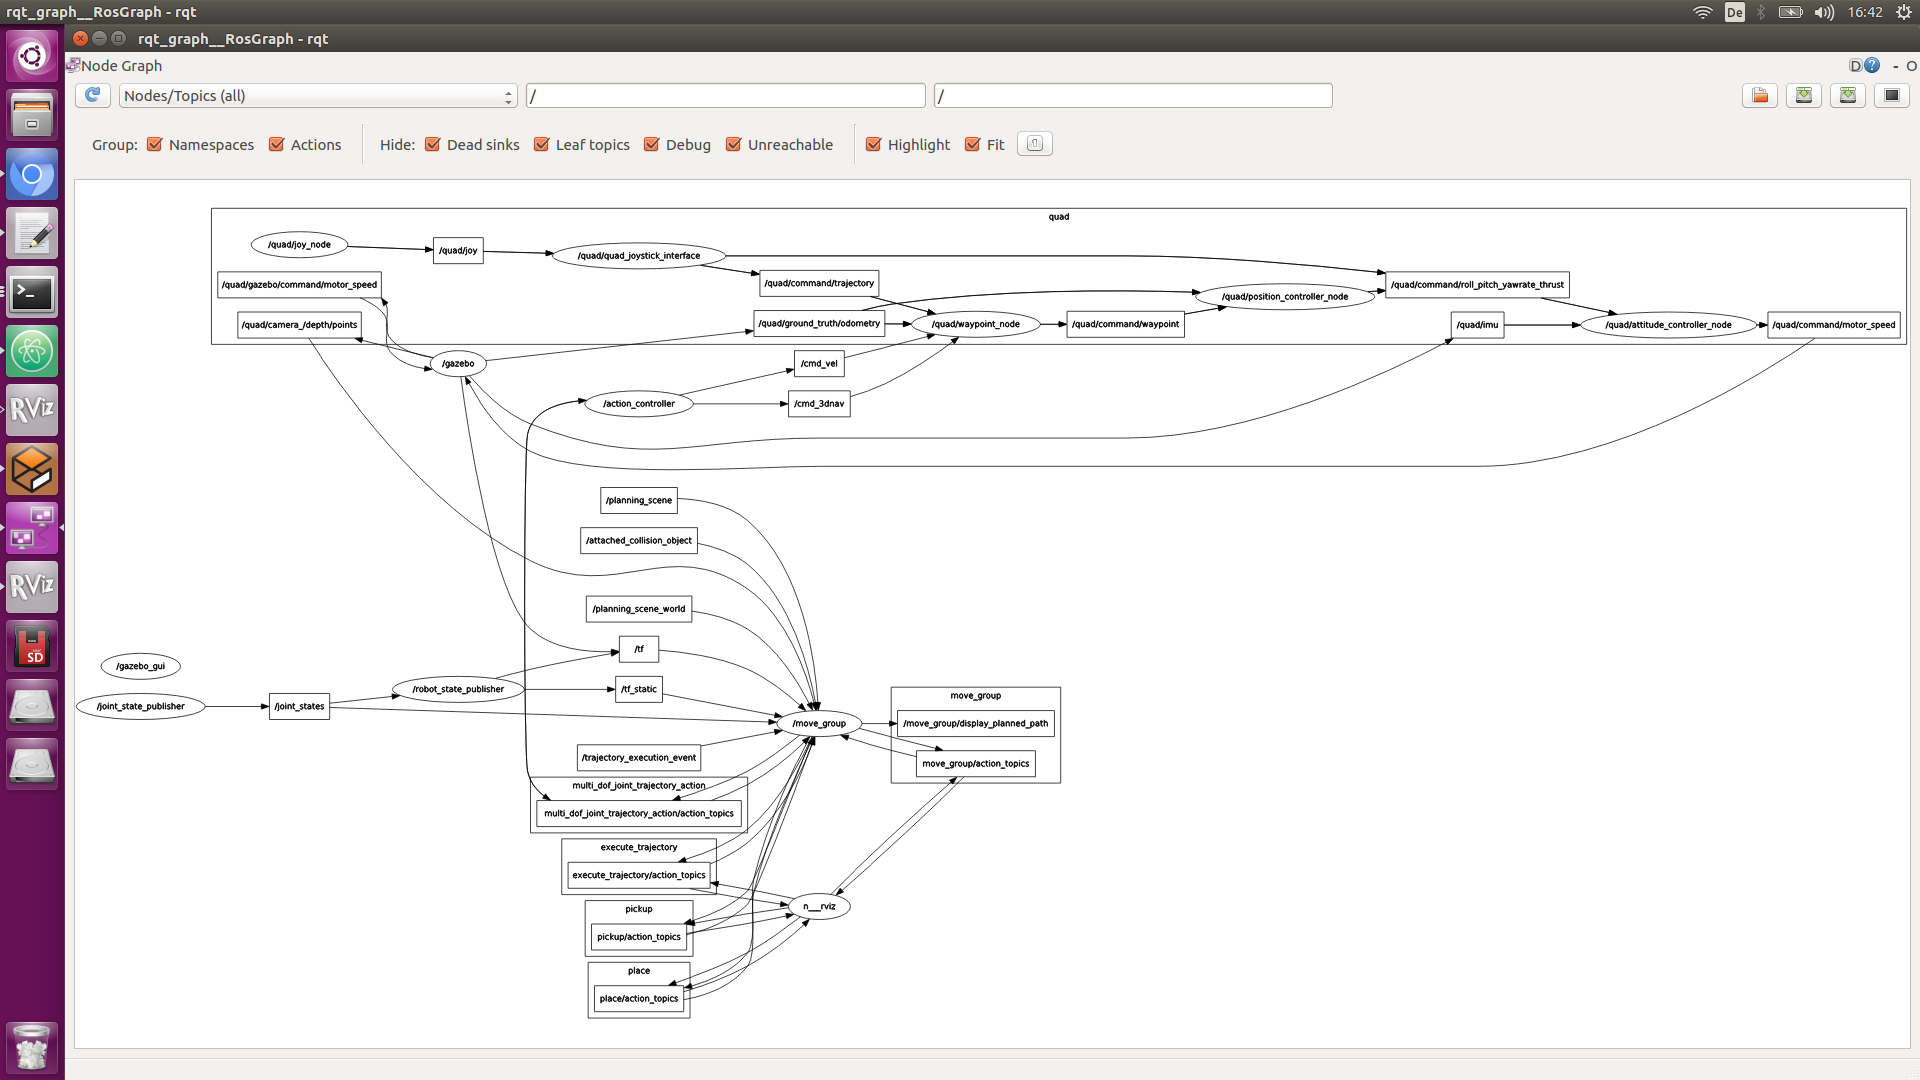 rqt_graph__RosGraph - rqt
De
16:42
rqt_graph__RosGraph - rqt
Node Graph
D
?
- O
Nodes/Topics (all)
/
/
Group:
Namespaces
Actions
Hide:
Dead sinks
Leaf topics
Debug
Unreachable
Highlight
Fit
quad
/quad/joy_node
/quad/joy
/quad/quad_joystick_interface
/quad/gazebo/command/motor_speed
/quad/command/trajectory
/quad/position_controller_node
/quad/command/roll_pitch_yawrate_thrust
/quad/camera_/depth/points
/quad/ground_truth/odometry
/quad/waypoint_node
/quad/command/waypoint
/quad/imu
/quad/attitude_controller_node
/quad/command/motor_speed
/gazebo
/cmd_vel
/action_controller
/cmd_3dnav
/planning_scene
/attached_collision_object
/planning_scene_world
/tf
/gazebo_gui
/robot_state_publisher
/tf_static
/joint_state_publisher
/joint_states
/move_group
move_group
/move_group/display_planned_path
move_group/action_topics
/trajectory_execution_event
multi_dof_joint_trajectory_action
multi_dof_joint_trajectory_action/action_topics
execute_trajectory
execute_trajectory/action_topics
n__rviz
pickup
pickup/action_topics
place
place/action_topics
RViz
RViz
SD